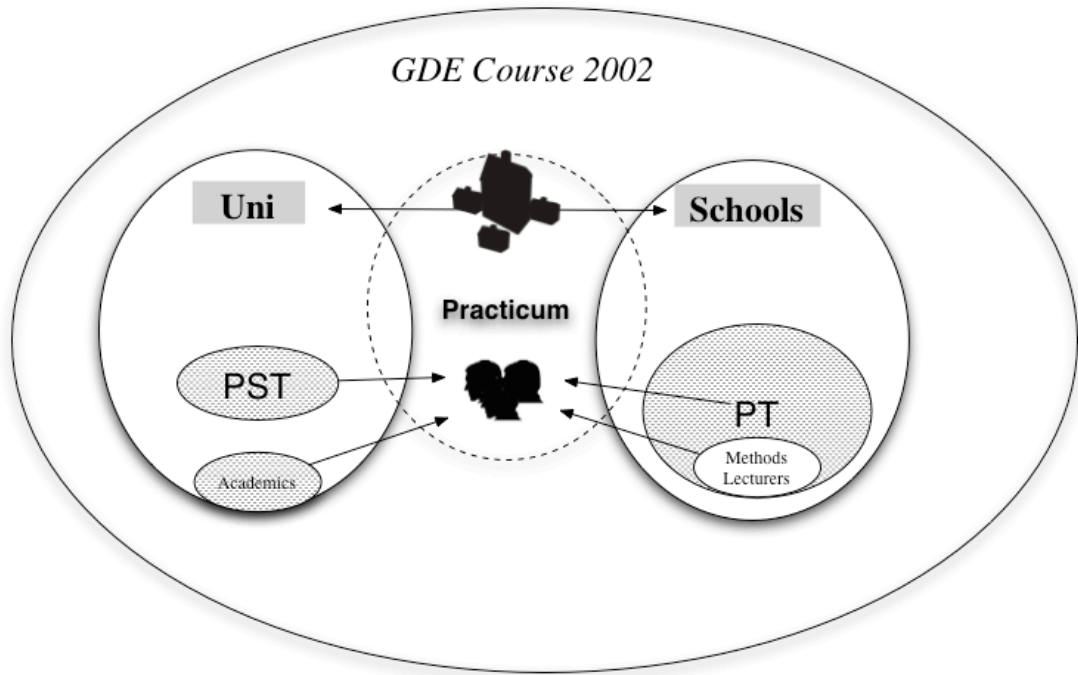 GDE Course 2002
Uni
Schools
Practicum
PST
PT
Academics
Methods
Lecturers